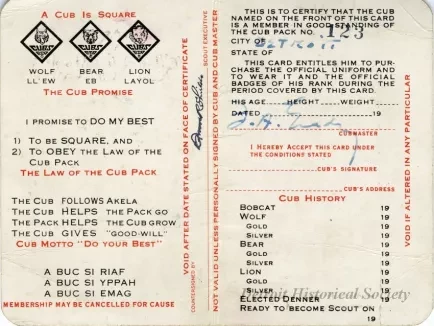 A Cub Is Square
CUBS BSA
CUBS BSA
CUBS BSA
WOLF BEAR LION
LL'EW EB LAYOL
The Cub Promise
I PROMISE TO DO MY BEST
1) To BE SQUARE, AND
2) To OBEY THE LAW OF THE
CUB PACK
The Law of the Cub Pack
THE CUB FOLLOWS AKELA
THE CUB HELPS THE PACK GO
THE PACK HELPS THE CUB GROW
THE CUB GIVES "GOOD-WILL"
Cub Motto "Do Your Best"
A BUC SI RIAF
A BUC SI YPPAH
A BUC SI EMAG
MEMBERSHIP MAY BE CANCELLED FOR CAUSE
VOID AFTER DATE STATED ON FACE OF CERTIFICATE
COUNTERSIGNED BY
SCOUT EXECUTIVE
NOT VALID UNLESS PERSONALLY SIGNED BY CUB AND CUB MASTER
THIS IS TO CERTIFY THAT THE CUB
NAMED ON THE FRONT OF THIS CARD
IS A MEMBER IN GOOD STANDING OF
THE CUB PACK NO. 123
CITY OF DETROIT
STATE OF
THIS CARD ENTITLES HIM TO PUR-
CHASE THE OFFICIAL UNIFORM AND
TO WEAR IT AND THE OFFICIAL
BADGES OF HIS RANK DURING THE
PERIOD COVERED BY THIS CARD.
HIS AGE HEIGHT WEIGHT
DATED 19
CUBMASTER
I HEREBY ACCEPT THIS CARD UNDER
THE CONDITIONS STATED
CUB'S SIGNATURE
CUB'S ADDRESS
Cub History
BOBCAT 19
WOLF 19
GOLD 19
SILVER 19
BEAR 19
GOLD 19
SILVER 19
LION 19
GOLD 19
SILVER 19
ELECTED DENNER 19
READY TO BECOME SCOUT ON
19
VOID IF ALTERED IN ANY PARTICULAR
Detroit Historical Society